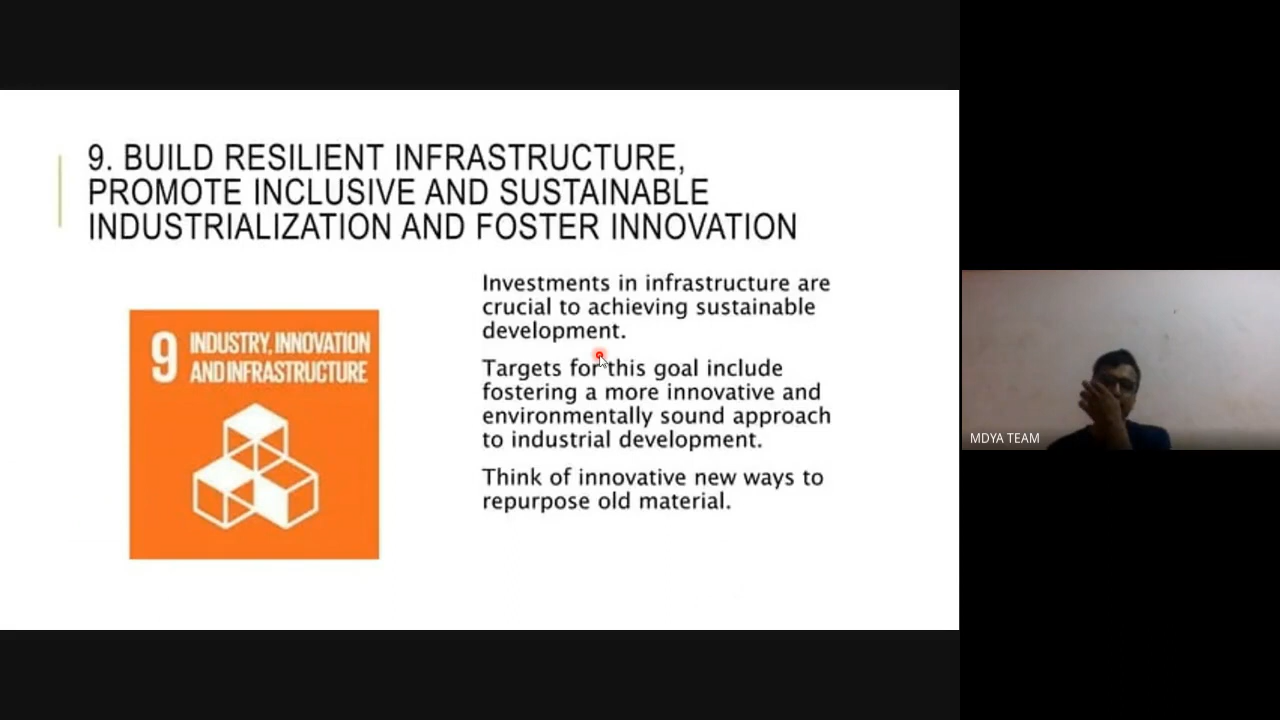 9. BUILD RESILIENT INFRASTRUCTURE,
PROMOTE INCLUSIVE AND SUSTAINABLE
INDUSTRIALIZATION AND FOSTER INNOVATION
9 INDUSTRY, INNOVATION
AND INFRASTRUCTURE
Investments in infrastructure are
crucial to achieving sustainable
development.
Targets for this goal include
fostering a more innovative and
environmentally sound approach
to industrial development.
Think of innovative new ways to
repurpose old material.
MDYA TEAM